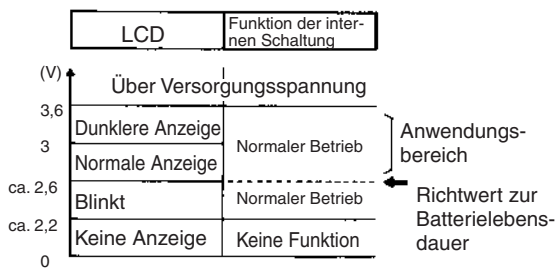 LCD
Funktion der inter-
nen Schaltung
(V)
Über Versorgungsspannung
3,6
Dunklere Anzeige
Normaler Betrieb
Anwendungs-
bereich
3
Normale Anzeige
ca. 2,6
Blinkt
Normaler Betrieb
Richtwert zur
Batterielebens-
dauer
ca. 2,2
Keine Anzeige
Keine Funktion
0